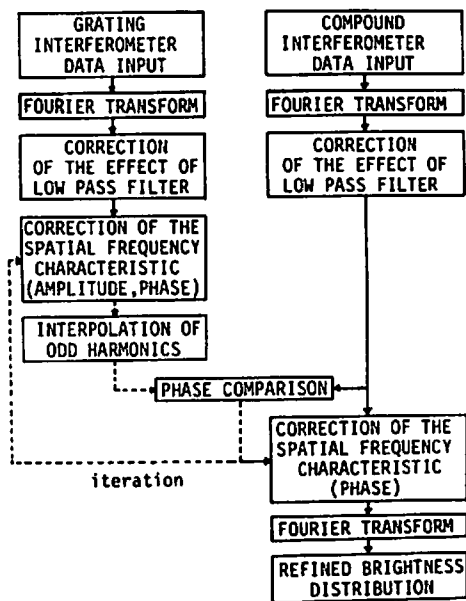 GRATING
INTERFEROMETER
DATA INPUT
FOURIER TRANSFORM
CORRECTION
OF THE EFFECT OF
LOW PASS FILTER
CORRECTION OF THE
SPATIAL FREQUENCY
CHARACTERISTIC
(AMPLITUDE,PHASE)
INTERPOLATION OF
ODD HARMONICS
COMPOUND
INTERFEROMETER
DATA INPUT
FOURIER TRANSFORM
CORRECTION
OF THE EFFECT OF
LOW PASS FILTER
PHASE COMPARISON
iteration
CORRECTION OF THE
SPATIAL FREQUENCY
CHARACTERISTIC
(PHASE)
FOURIER TRANSFORM
REFINED BRIGHTNESS
DISTRIBUTION